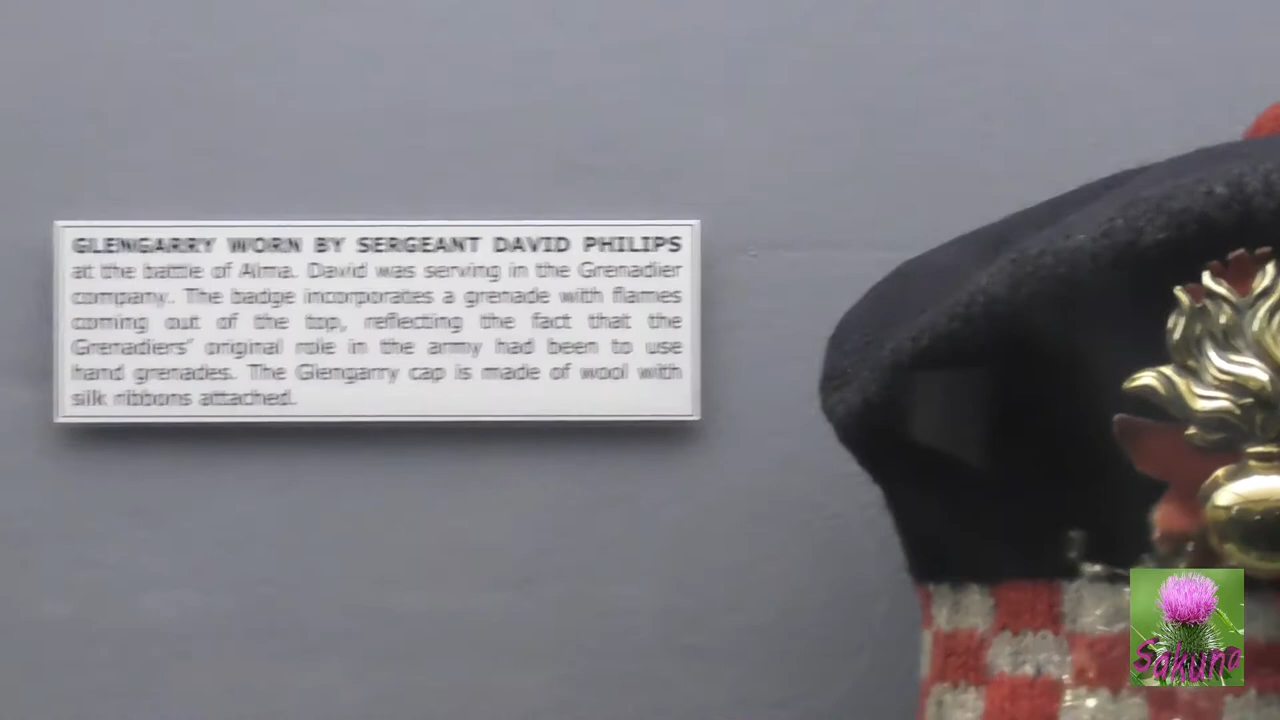 GLENGARRY WORN BY SERGEANT DAVID PHILIPS
at the battle of Alma. David was serving in the Grenadier
company. The badge incorporates a grenade with flames
coming out of the top, reflecting the fact that the
Grenadiers' original role in the army had been to use
hand grenades. The Glengarry cap is made of wool with
silk ribbons attached.
Sakuna